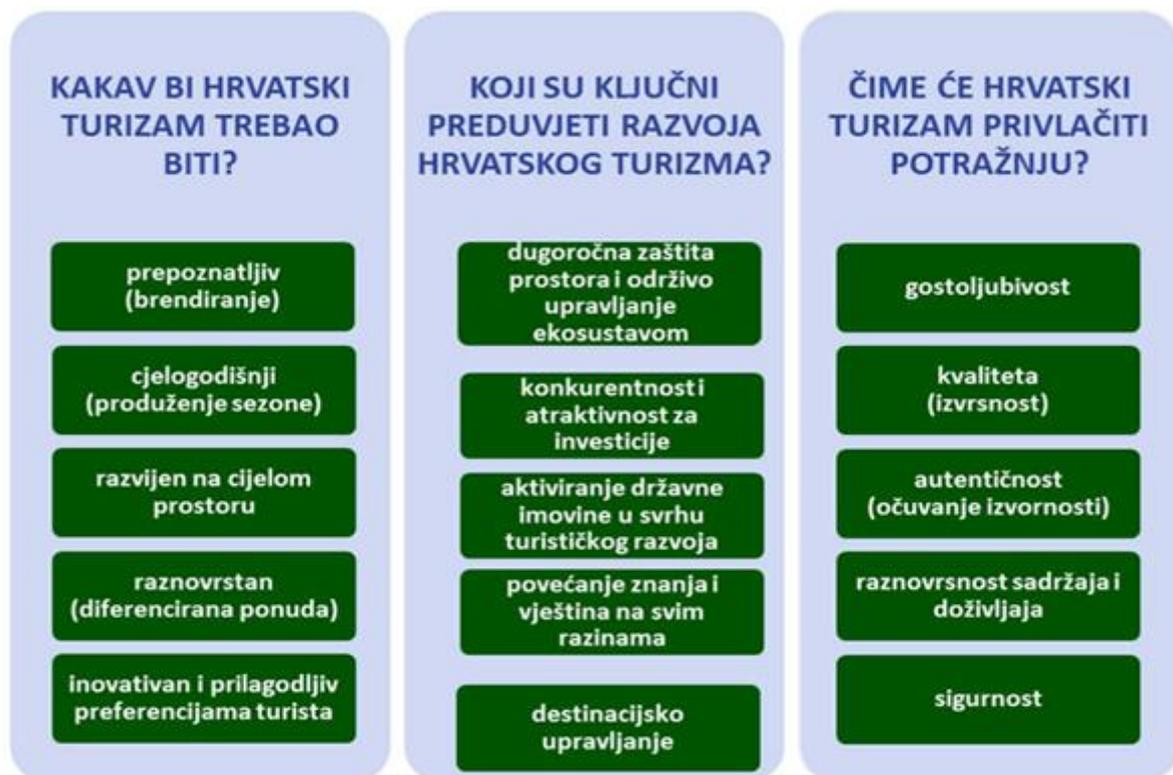 KAKAV BI HRVATSKI
TURIZAM TREBAO
BITI?
prepoznatljiv
(brendiranje)
cjelogodišnji
(produženje sezone)
razvijen na cijelom
prostoru
raznovrstan
(diferencirana ponuda)
inovativan i prilagodljiv
preferencijama turista
KOJI SU KLJUČNI
PREDUVJETI RAZVOJA
HRVATSKOG TURIZMA?
dugoročna zaštita
prostora i održivo
upravljanje
ekosustavom
konkurentnost i
atraktivnost za
investicije
aktiviranje državne
imovine u svrhu
turističkog razvoja
povećanje znanja i
vještina na svim
razinama
destinacijsko
upravljanje
ČIME ĆE HRVATSKI
TURIZAM PRIVLAČITI
POTRAŽNJU?
gostoljubivost
kvaliteta
(izvrsnost)
autentičnost
(očuvanje izvornosti)
raznovrsnost sadržaja i
doživljaja
sigurnost